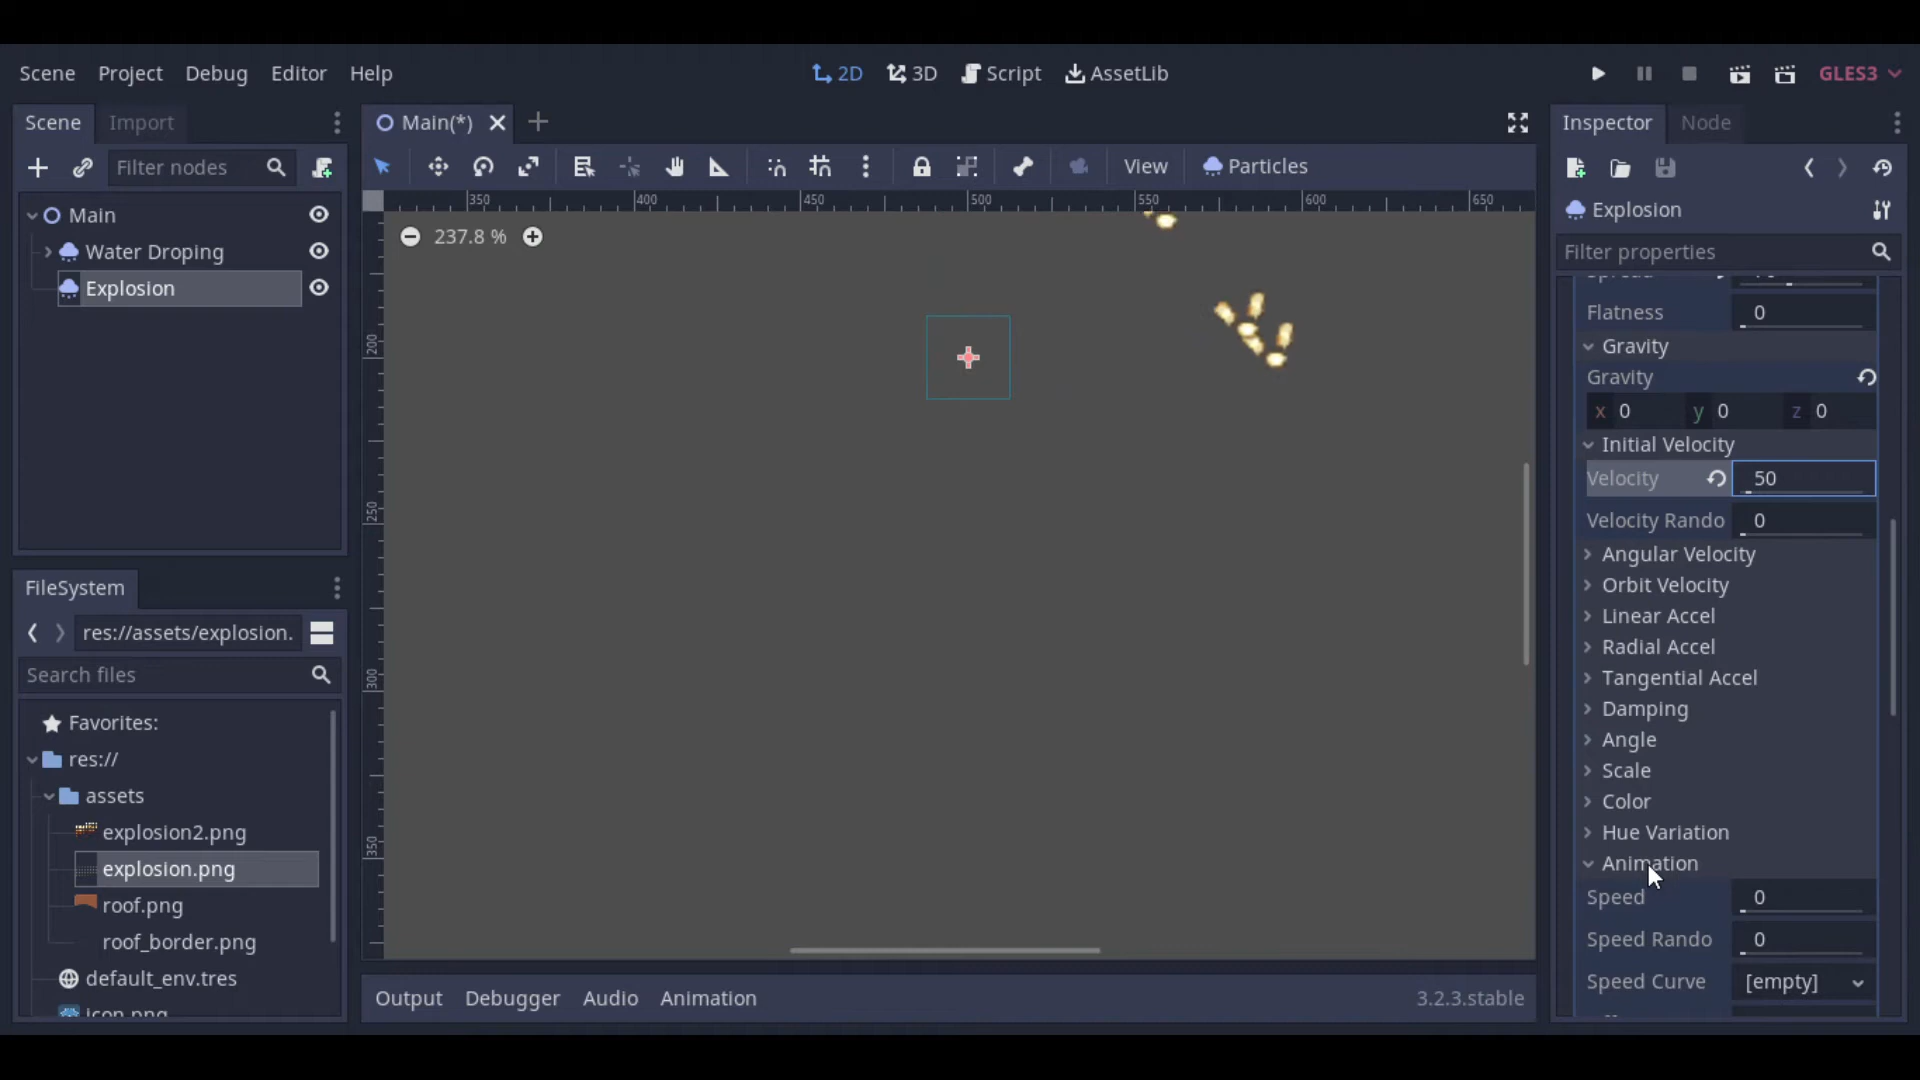 Scene Project Debug Editor Help
2D 3D Script AssetLib
GLES3
Scene Import
Filter nodes
Main
Water Droping
Explosion
FileSystem
res://assets/explosion.
Search files
Favorites:
res://
assets
explosion2.png
explosion.png
roof.png
roof_border.png
default_env.tres
icon.png
Main(*)
View Particles
350 400 450 500 550 600 650
237.8 %
200
250
300
350
Output Debugger Audio Animation 3.2.3.stable
Inspector Node
Explosion
Filter properties
Spread
Flatness 0
Gravity
Gravity
x 0 y 0 z 0
Initial Velocity
Velocity 50
Velocity Rando 0
Angular Velocity
Orbit Velocity
Linear Accel
Radial Accel
Tangential Accel
Damping
Angle
Scale
Color
Hue Variation
Animation
Speed 0
Speed Rando 0
Speed Curve [empty]